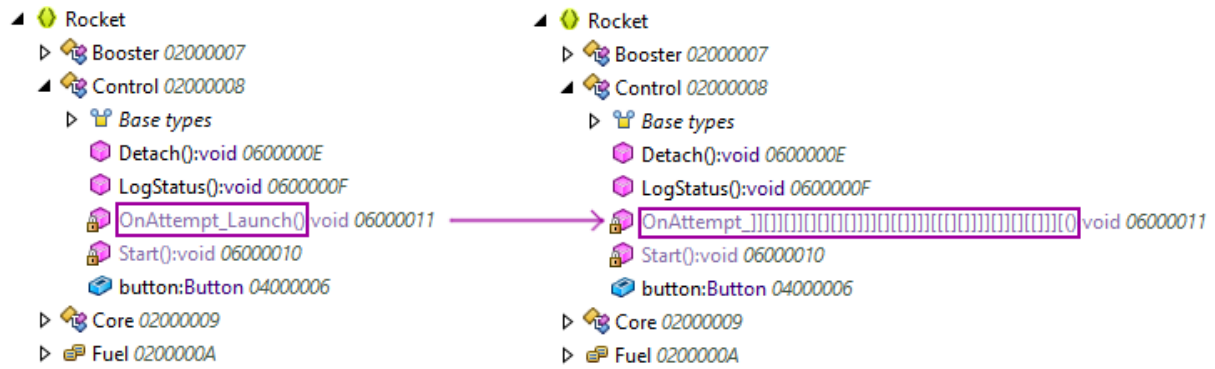 Rocket
Booster 02000007
Control 02000008
Base types
Detach():void 0600000E
LogStatus():void 0600000F
OnAttempt_Launch():void 06000011
Start():void 06000010
button:Button 04000006
Core 02000009
Fuel 0200000A
Rocket
Booster 02000007
Control 02000008
Base types
Detach():void 0600000E
LogStatus():void 0600000F
:void 06000011
Start():void 06000010
button:Button 04000006
Core 02000009
Fuel 0200000A